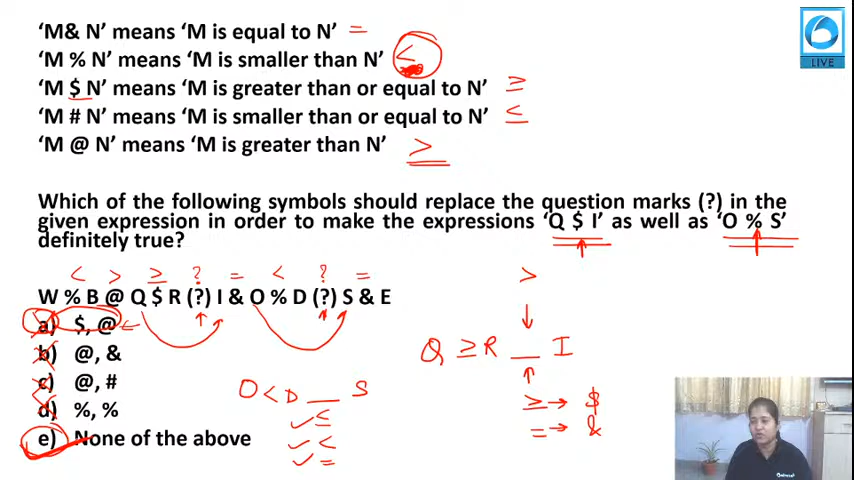 ‘M& N’ means ‘M is equal to N’ =
‘M % N’ means ‘M is smaller than N’ <
‘M $ N’ means ‘M is greater than or equal to N’ ≥
‘M # N’ means ‘M is smaller than or equal to N’ ≤
‘M @ N’ means ‘M is greater than N’ >
LIVE
Which of the following symbols should replace the question marks (?) in the
given expression in order to make the expressions ‘Q $ I’ as well as ‘O % S’
definitely true?
< > ≥ ? = < ? =
W % B @ Q $ R (?) I & O % D (?) S & E
a) $, @
b) @, &
c) @, #
d) %, %
e) None of the above
O < D __ S
✓ ≤
✓ <
✓ =
>
↓
Q ≥ R __ I
↑
≥ → $
= → &